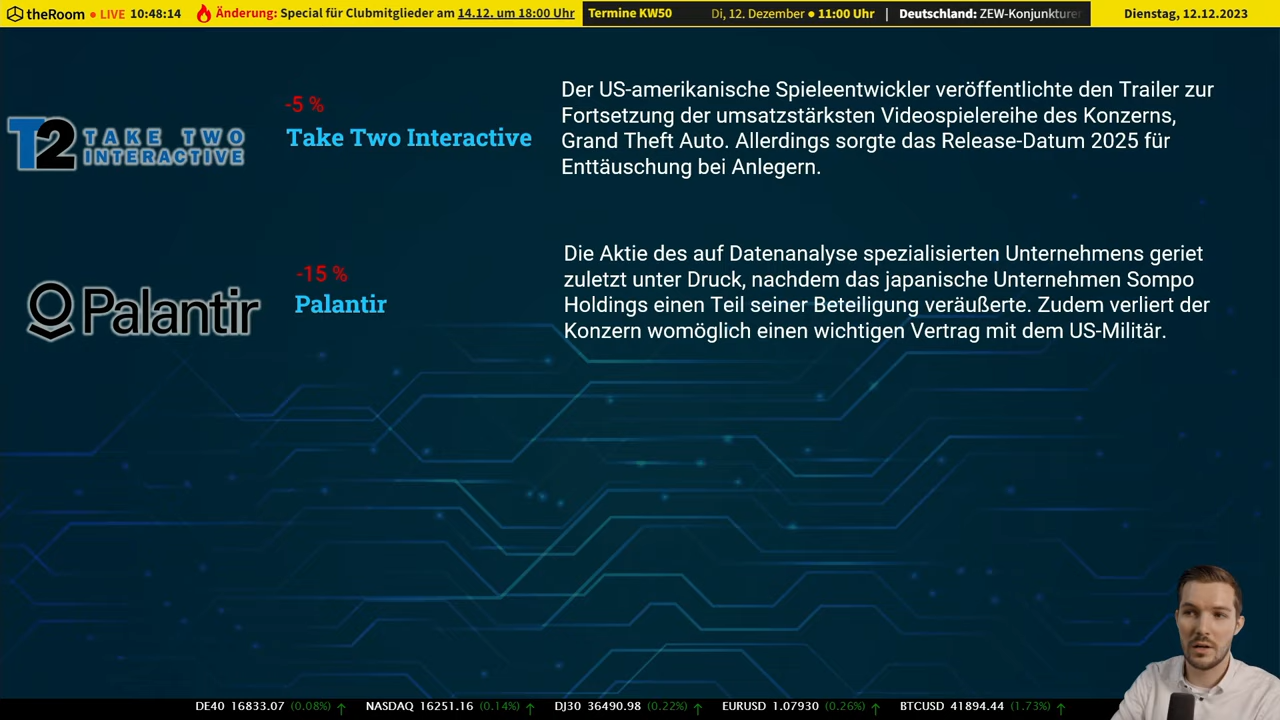 theRoom ● LIVE 10:48:14
Änderung: Special für Clubmitglieder am 14.12. um 18:00 Uhr
Termine KW50
Di, 12. Dezember ● 11:00 Uhr | Deutschland: ZEW-Konjunkturer
Dienstag, 12.12.2023
T2 TAKE TWO
INTERACTIVE
-5 %
Take Two Interactive
Der US-amerikanische Spieleentwickler veröffentlichte den Trailer zur
Fortsetzung der umsatzstärksten Videospielereihe des Konzerns,
Grand Theft Auto. Allerdings sorgte das Release-Datum 2025 für
Enttäuschung bei Anlegern.
Palantir
-15 %
Palantir
Die Aktie des auf Datenanalyse spezialisierten Unternehmens geriet
zuletzt unter Druck, nachdem das japanische Unternehmen Sompo
Holdings einen Teil seiner Beteiligung veräußerte. Zudem verliert der
Konzern womöglich einen wichtigen Vertrag mit dem US-Militär.
DE40 16833.07 (0.08%) ↑ NASDAQ 16251.16 (0.14%) ↑ DJ30 36490.98 (0.22%) ↑ EURUSD 1.07930 (0.26%) ↑ BTCUSD 41894.44 (1.73%) ↑